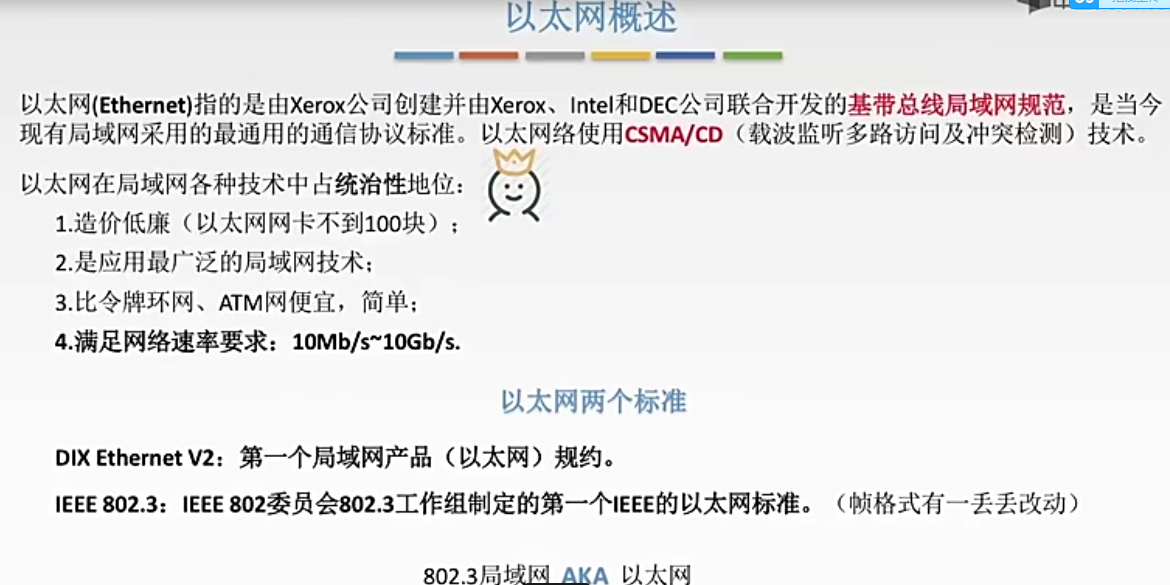 以太网概述
以太网(Ethernet)指的是由Xerox公司创建并由Xerox、Intel和DEC公司联合开发的基带总线局域网规范，是当今
现有局域网采用的最通用的通信协议标准。以太网络使用CSMA/CD（载波监听多路访问及冲突检测）技术。
以太网在局域网各种技术中占统治性地位：
1.造价低廉（以太网网卡不到100块）；
2.是应用最广泛的局域网技术；
3.比令牌环网、ATM网便宜，简单；
4.满足网络速率要求：10Mb/s~10Gb/s.
以太网两个标准
DIX Ethernet V2：第一个局域网产品（以太网）规约。
IEEE 802.3：IEEE 802委员会802.3工作组制定的第一个IEEE的以太网标准。（帧格式有一丢丢改动）
802.3局域网 AKA 以太网